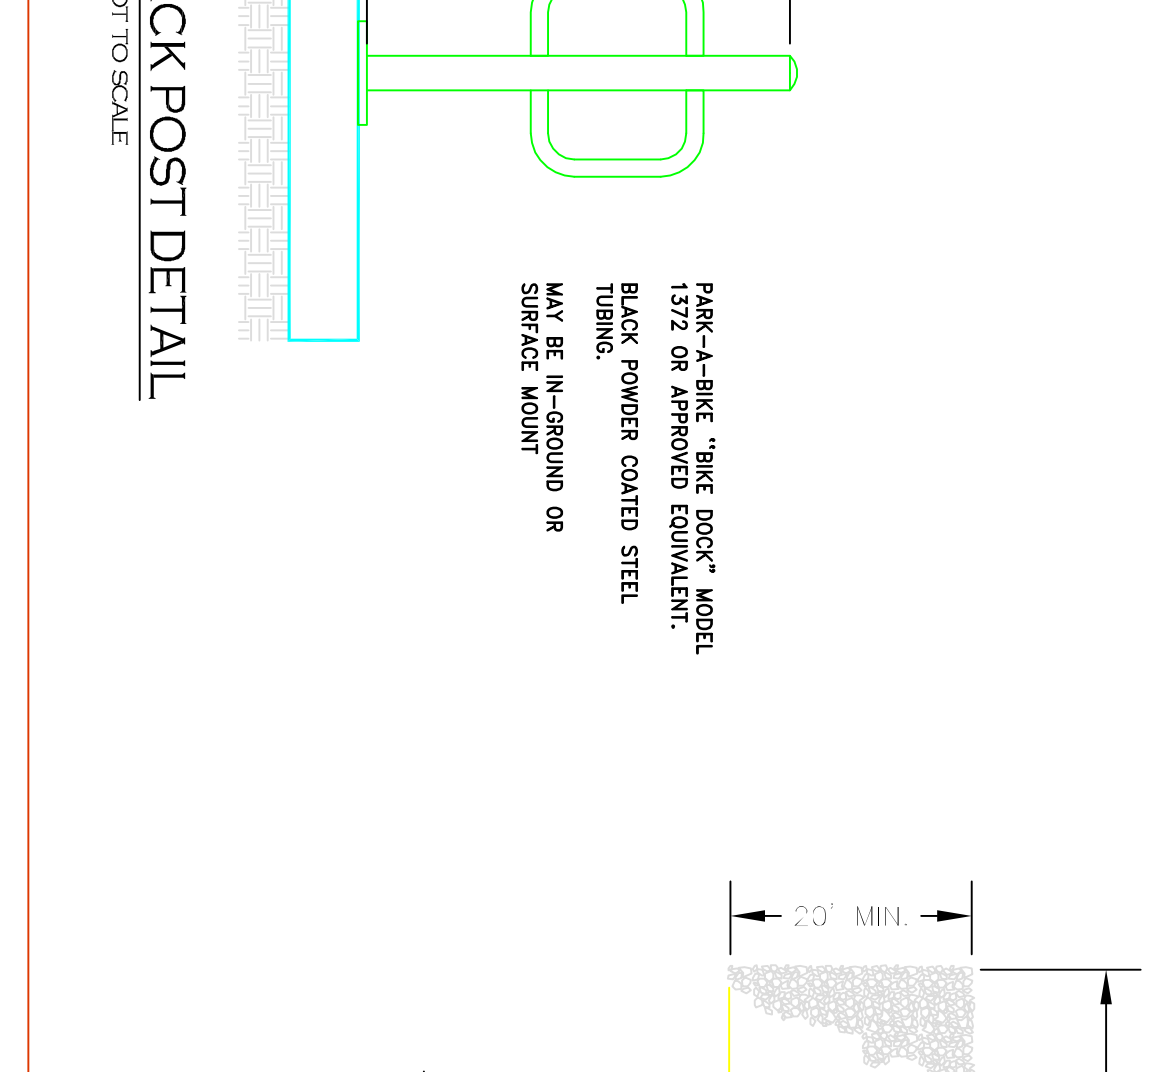 PARK-A-BIKE "BIKE DOCK" MODEL
1372 OR APPROVED EQUIVALENT.
BLACK POWDER COATED STEEL
TUBING.
MAY BE IN-GROUND OR
SURFACE MOUNT
CK POST DETAIL
OT TO SCALE
20' MIN.